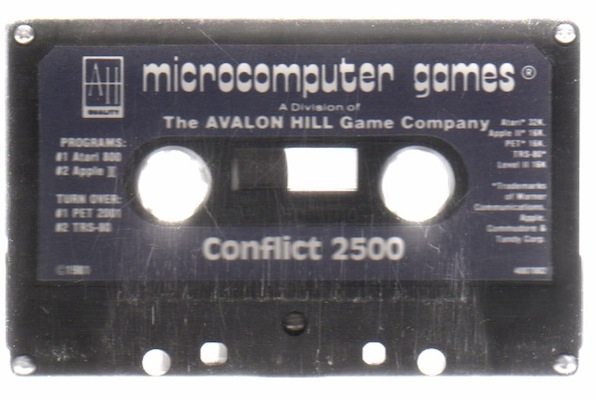 AH
QUALITY
microcomputer games®
A Division of
The AVALON HILL Game Company
PROGRAMS:
#1 Atari 800
#2 Apple ][
TURN OVER:
#1 PET 2001
#2 TRS-80
Atari* 32K,
Apple II* 16K,
PET* 16K,
TRS-80*
Level II 16K
*Trademarks
of Warner
Communications,
Apple,
Commodore &
Tandy Corp.
Conflict 2500
©1981